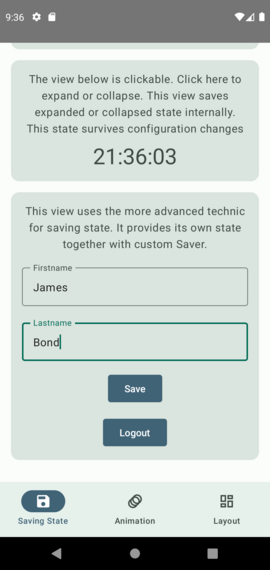 9:36
The view below is clickable. Click here to
expand or collapse. This view saves
expanded or collapsed state internally.
This state survives configuration changes
21:36:03
This view uses the more advanced technic
for saving state. It provides its own state
together with custom Saver.
Firstname
James
Lastname
Bond
Save
Logout
Saving State Animation Layout